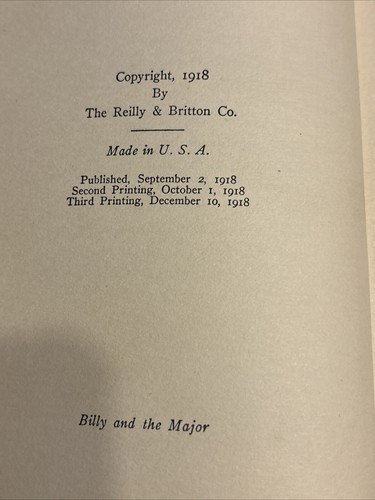 Copyright, 1918
By
The Reilly & Britton Co.
Made in U. S. A.
Published, September 2, 1918
Second Printing, October 1, 1918
Third Printing, December 10, 1918
Billy and the Major